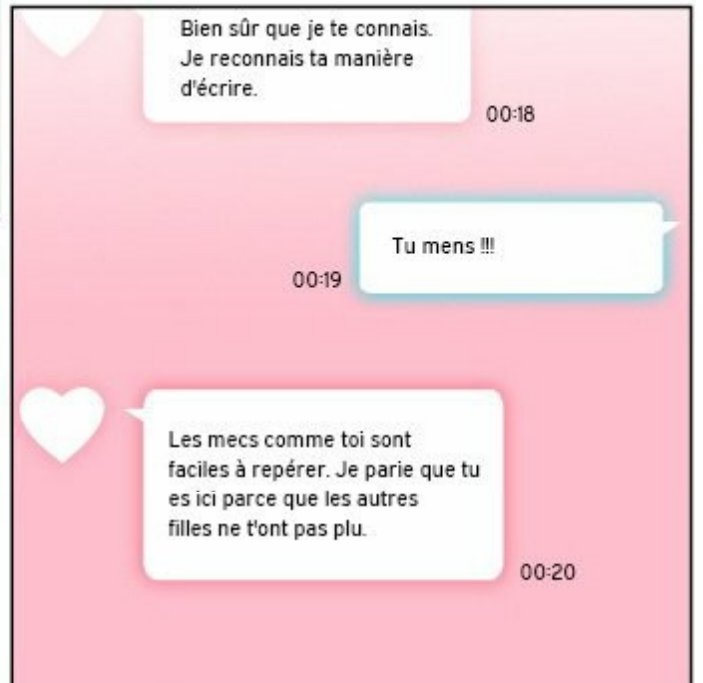 Bien sûr que je te connais.
Je reconnais ta manière
d'écrire.
00:18
Tu mens !!!
00:19
Les mecs comme toi sont
faciles à repérer. Je parie que tu
es ici parce que les autres
filles ne t'ont pas plu.
00:20